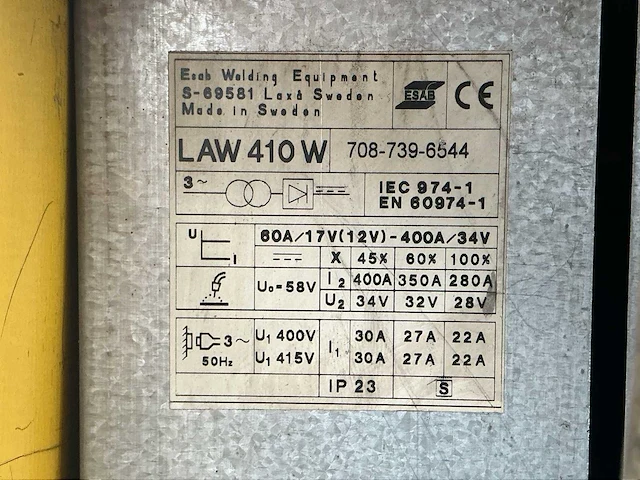 Esab Welding Equipment
S-69581 Laxå Sweden
Made in Sweden
ESAB
CE
LAW 410 W 708-739-6544
3~
IEC 974-1
EN 60974-1
U
I
60A/17V(12V)-400A/34V
X 45% 60% 100%
U₀=58V I₂ 400A 350A 280A
U₂ 34V 32V 28V
3~
50Hz
U₁ 400V I₁ 30A 27A 22A
U₁ 415V 30A 27A 22A
IP 23 S